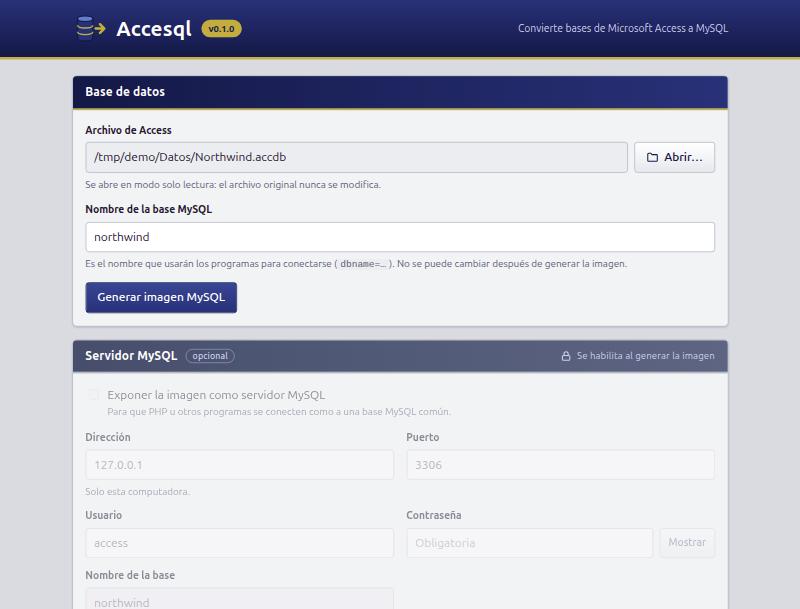 Accesql v0.1.0 Convierte bases de Microsoft Access a MySQL
Base de datos
Archivo de Access
/tmp/demo/Datos/Northwind.accdb Abrir...
Se abre en modo solo lectura: el archivo original nunca se modifica.
Nombre de la base MySQL
northwind
Es el nombre que usarán los programas para conectarse ( dbname=… ). No se puede cambiar después de generar la imagen.
Generar imagen MySQL
Servidor MySQL opcional Se habilita al generar la imagen
Exponer la imagen como servidor MySQL
Para que PHP u otros programas se conecten como a una base MySQL común.
Dirección Puerto
127.0.0.1 3306
Solo esta computadora.
Usuario Contraseña
access Obligatoria Mostrar
Nombre de la base
northwind